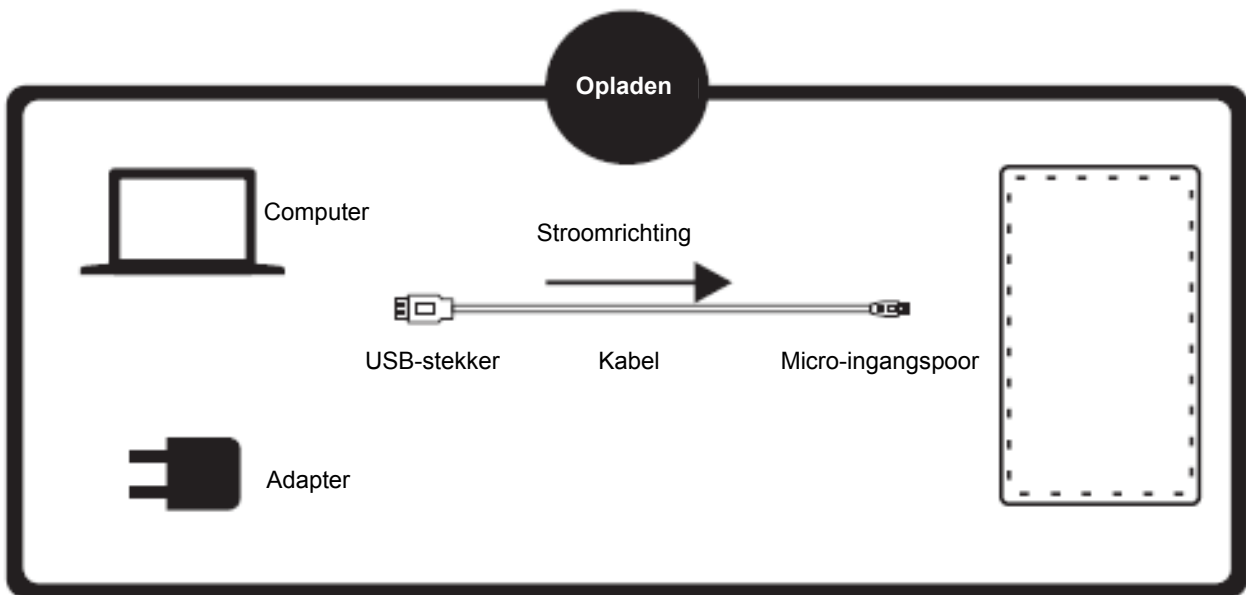 Opladen
Computer
Stroomrichting
USB-stekker
Kabel
Micro-ingangspoor
Adapter